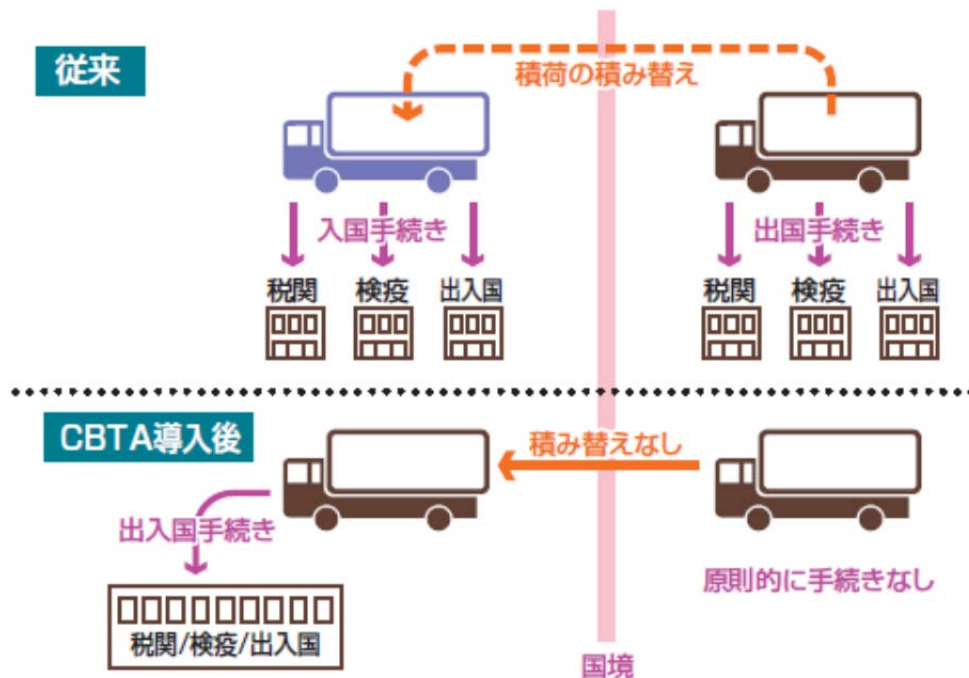 従来
積荷の積み替え
入国手続き
出国手続き
税関 検疫 出入国
税関 検疫 出入国
CBTA導入後
積み替えなし
出入国手続き
原則的に手続きなし
税関/検疫/出入国
国境